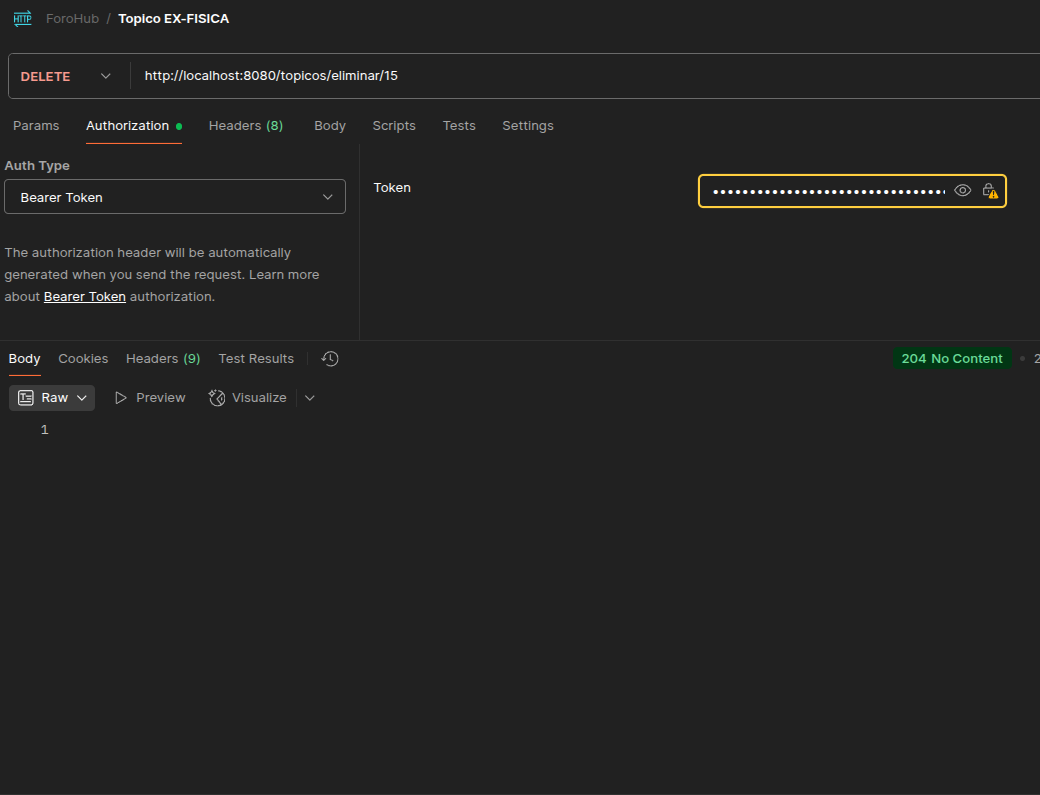 HTTP ForoHub / Topico EX-FISICA
DELETE http://localhost:8080/topicos/eliminar/15
Params Authorization Headers (8) Body Scripts Tests Settings
Auth Type
Bearer Token
Token
The authorization header will be automatically
generated when you send the request. Learn more
about Bearer Token authorization.
Body Cookies Headers (9) Test Results 204 No Content 2
Raw Preview Visualize
1